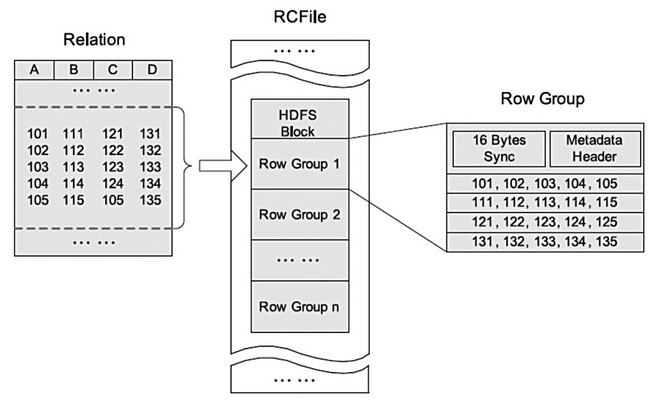 RCFile
Relation
A B C D
... ...
101 111 121 131
102 112 122 132
103 113 123 133
104 114 124 134
105 115 105 135
... ...
... ...
HDFS
Block
Row Group 1
Row Group 2
... ...
Row Group n
... ...
Row Group
16 Bytes
Sync
Metadata
Header
101, 102, 103, 104, 105
111, 112, 113, 114, 115
121, 122, 123, 124, 125
131, 132, 133, 134, 135